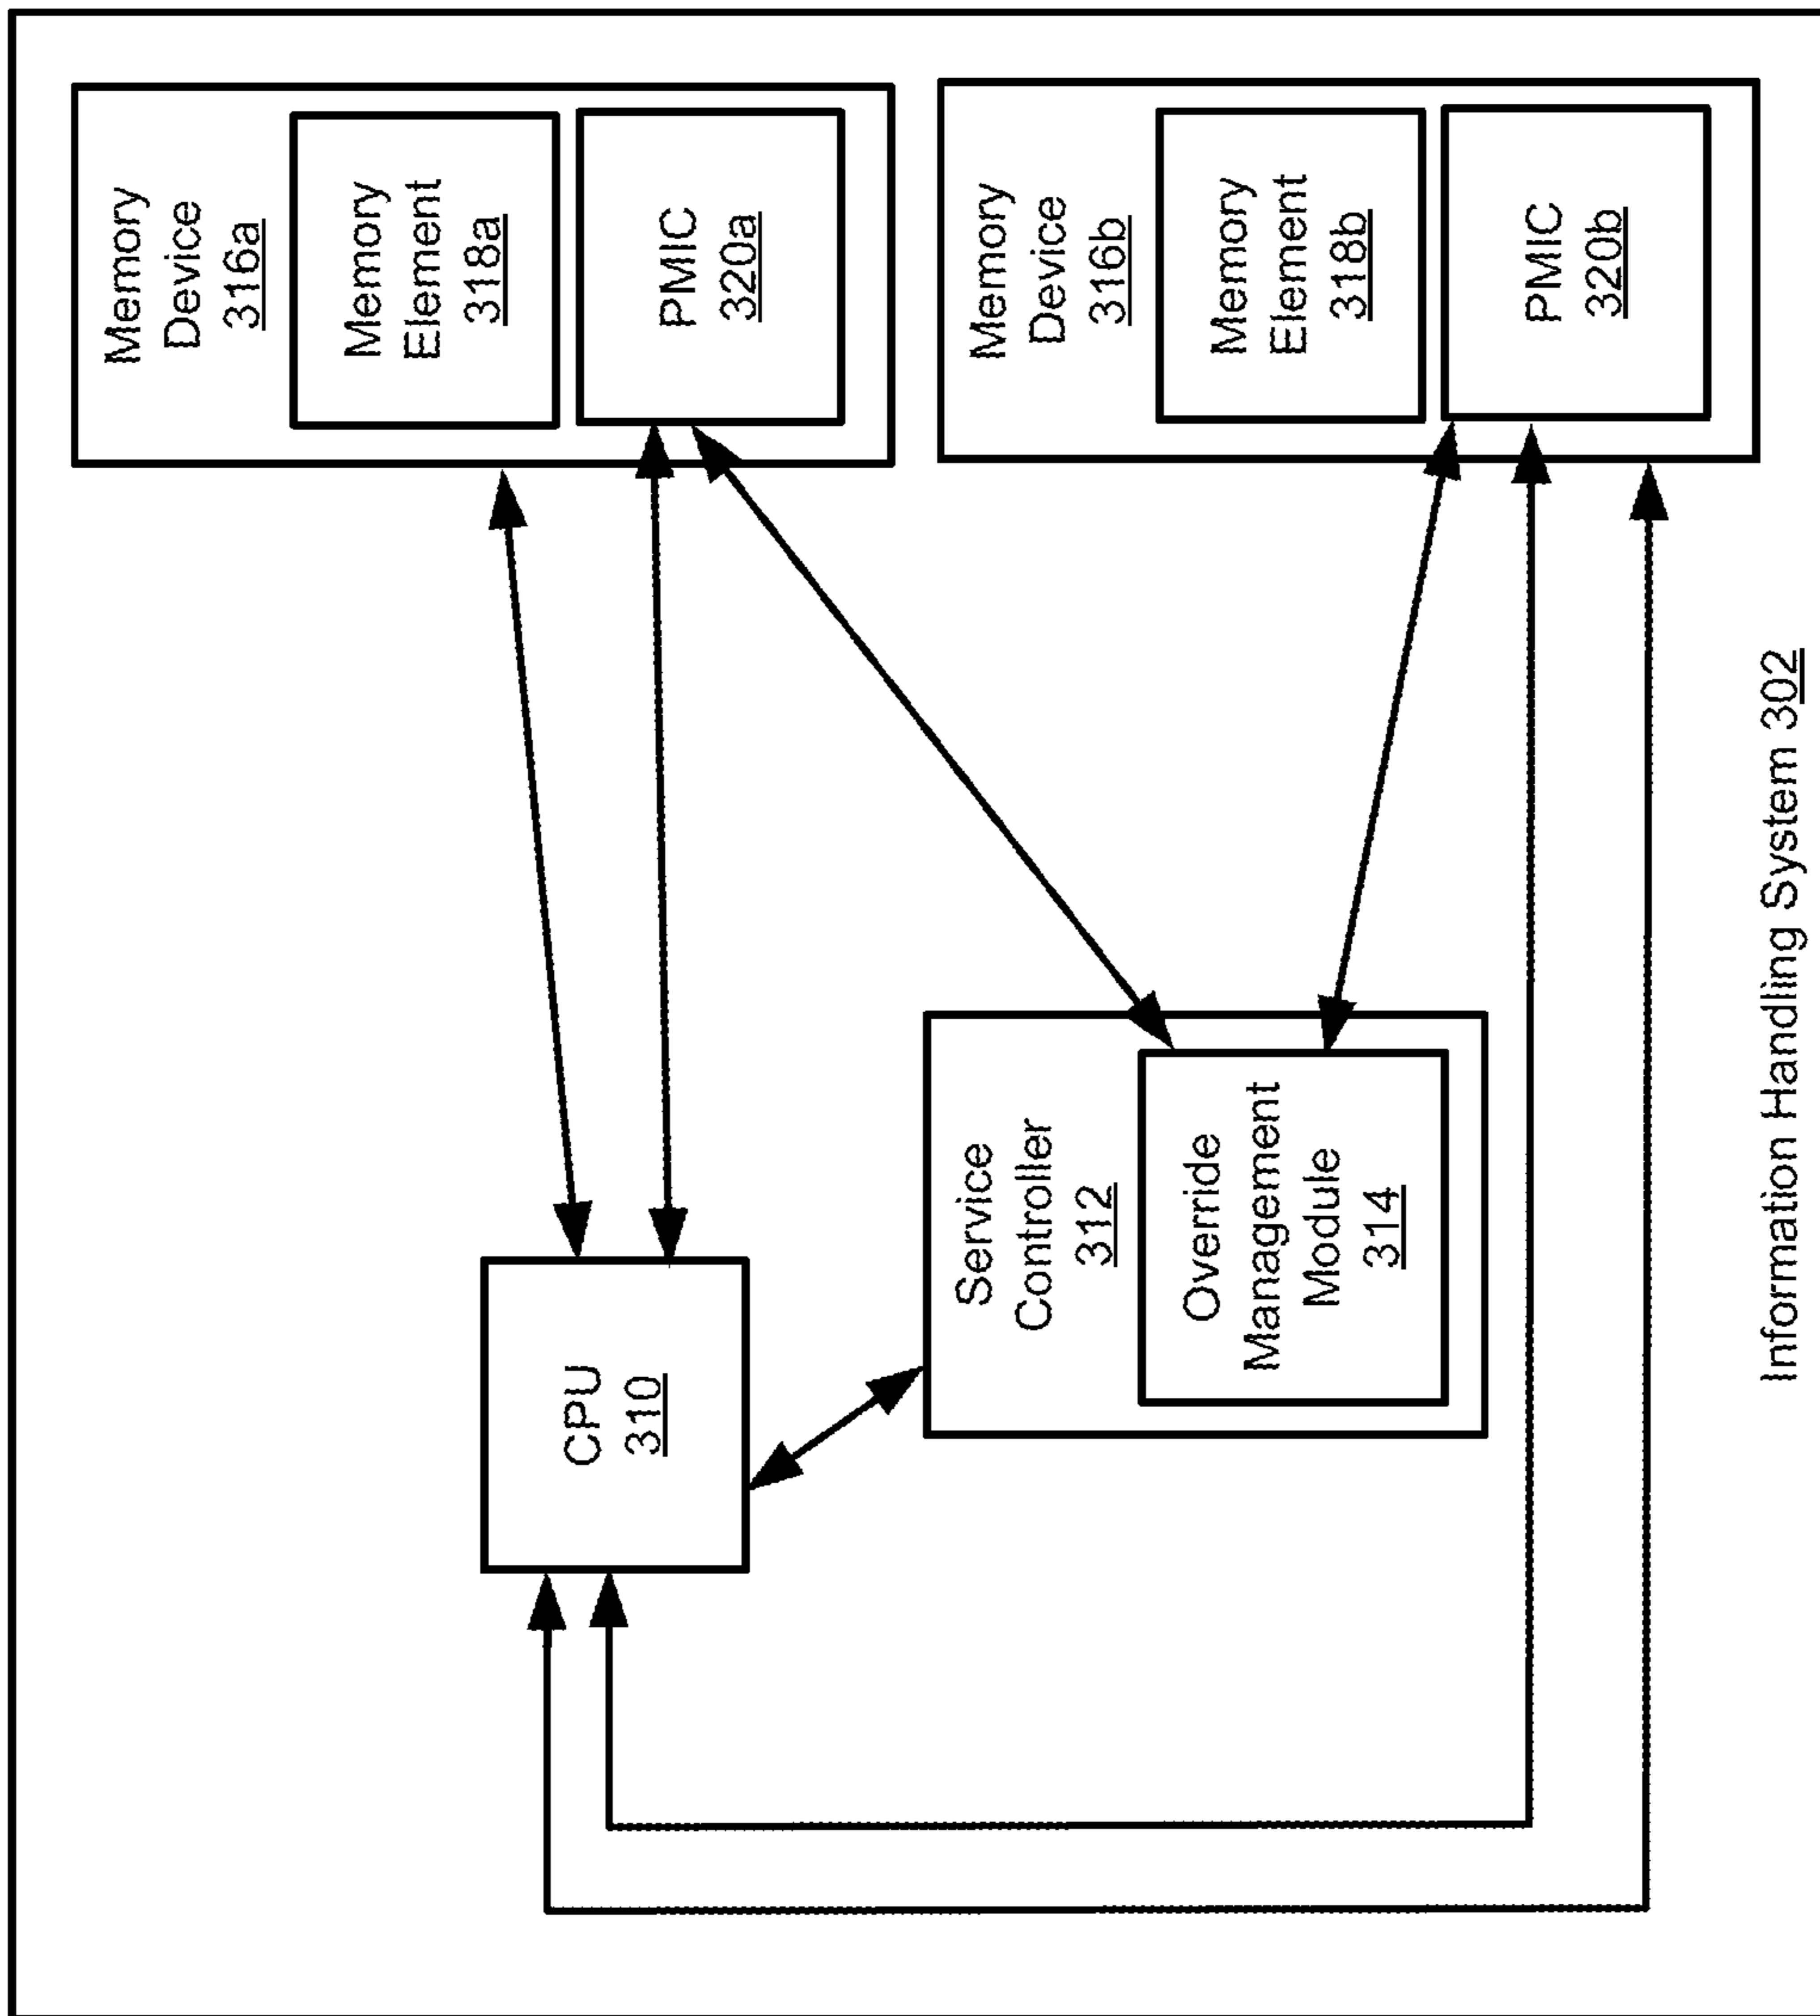 Memory
Device
316a
Memory
Element
318a
PMIC
320a
Memory
Device
316b
Memory
Element
318b
PMIC
320b
CPU
310
Service
Controller
312
Override
Management
Module
314
Information Handling System 302